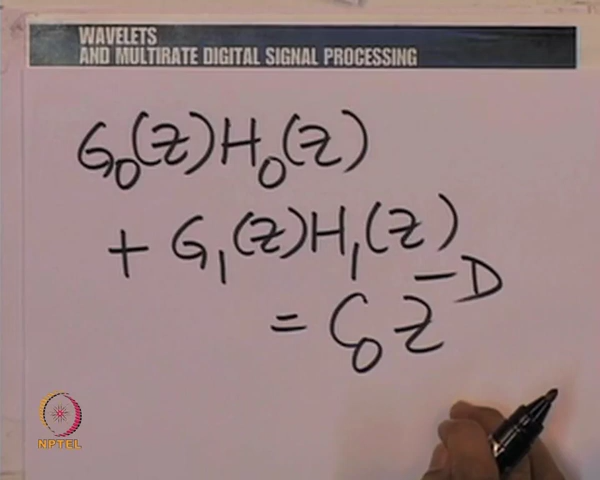 WAVELETS
AND MULTIRATE DIGITAL SIGNAL PROCESSING
G₀(Z)H₀(Z)
+ G₁(Z)H₁(Z)
= C₀ Z⁻ᴰ
NPTEL